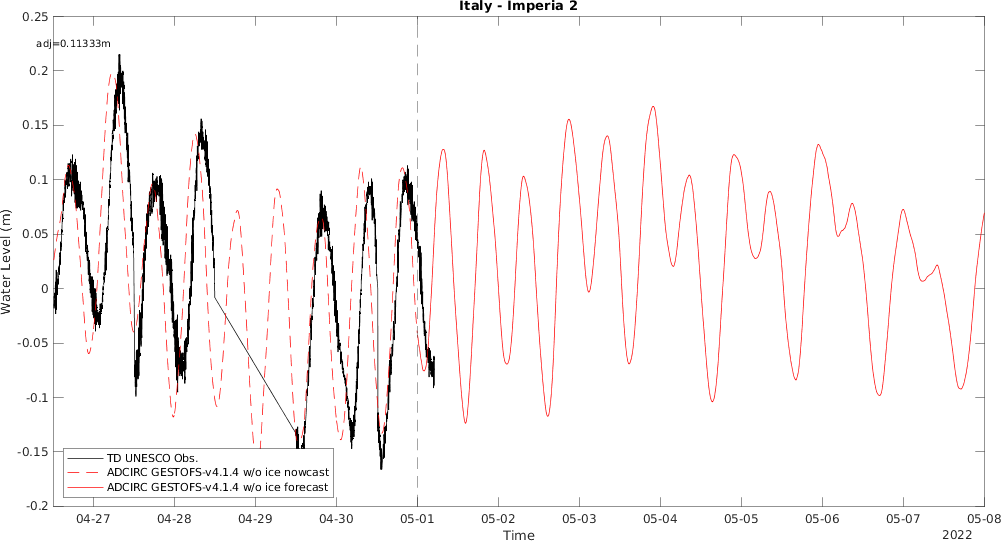 Italy - Imperia 2
adj=0.11333m
0.25
0.2
0.15
0.1
0.05
0
-0.05
-0.1
-0.15
-0.2
Water Level (m)
TD UNESCO Obs.
ADCIRC GESTOFS-v4.1.4 w/o ice nowcast
ADCIRC GESTOFS-v4.1.4 w/o ice forecast
04-27 04-28 04-29 04-30 05-01 05-02 05-03 05-04 05-05 05-06 05-07 05-08
Time
2022